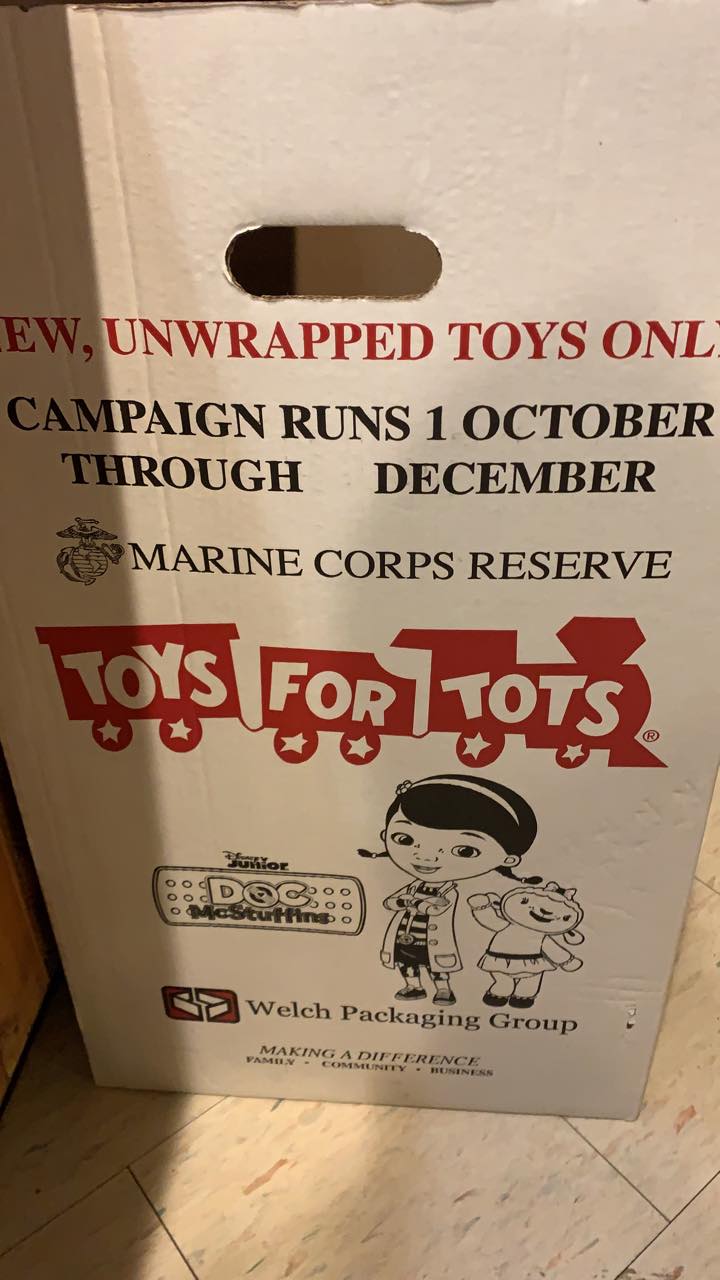 EW, UNWRAPPED TOYS ONL
CAMPAIGN RUNS 1 OCTOBER
THROUGH DECEMBER
MARINE CORPS RESERVE
TOYS FOR TOTS ®
Disney
Junior
DOC
McStuffins
Welch Packaging Group
MAKING A DIFFERENCE
FAMILY • COMMUNITY • BUSINESS